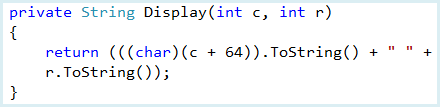 private String Display(int c, int r)
{
return (((char)(c + 64)).ToString() + " " +
r.ToString());
}